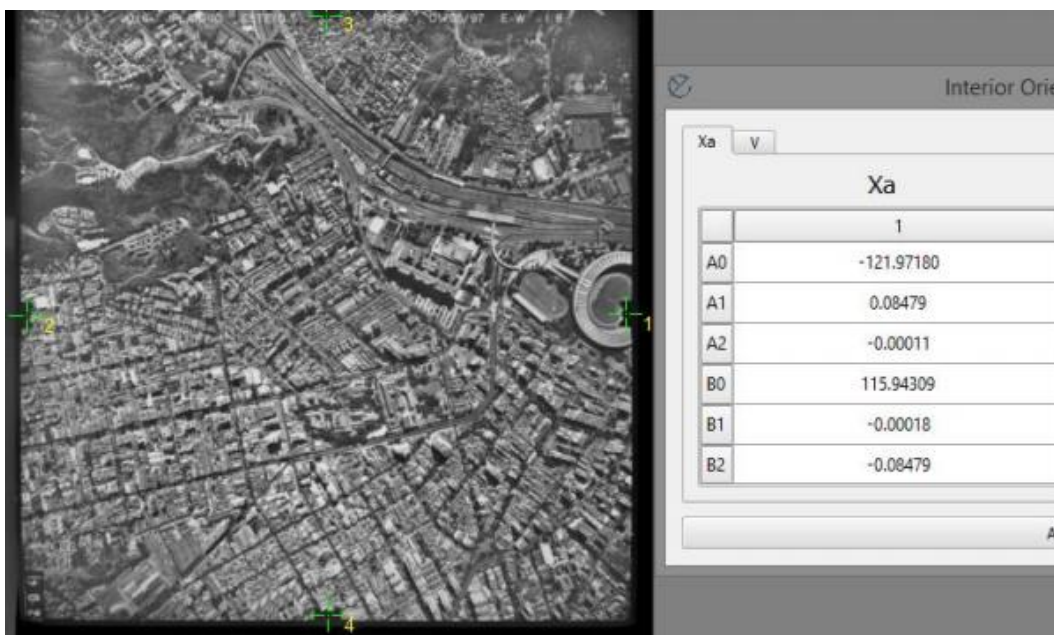 3
2
1
4
Interior Orie
Xa V
Xa
1
A0 -121.97180
A1 0.08479
A2 -0.00011
B0 115.94309
B1 -0.00018
B2 -0.08479
A